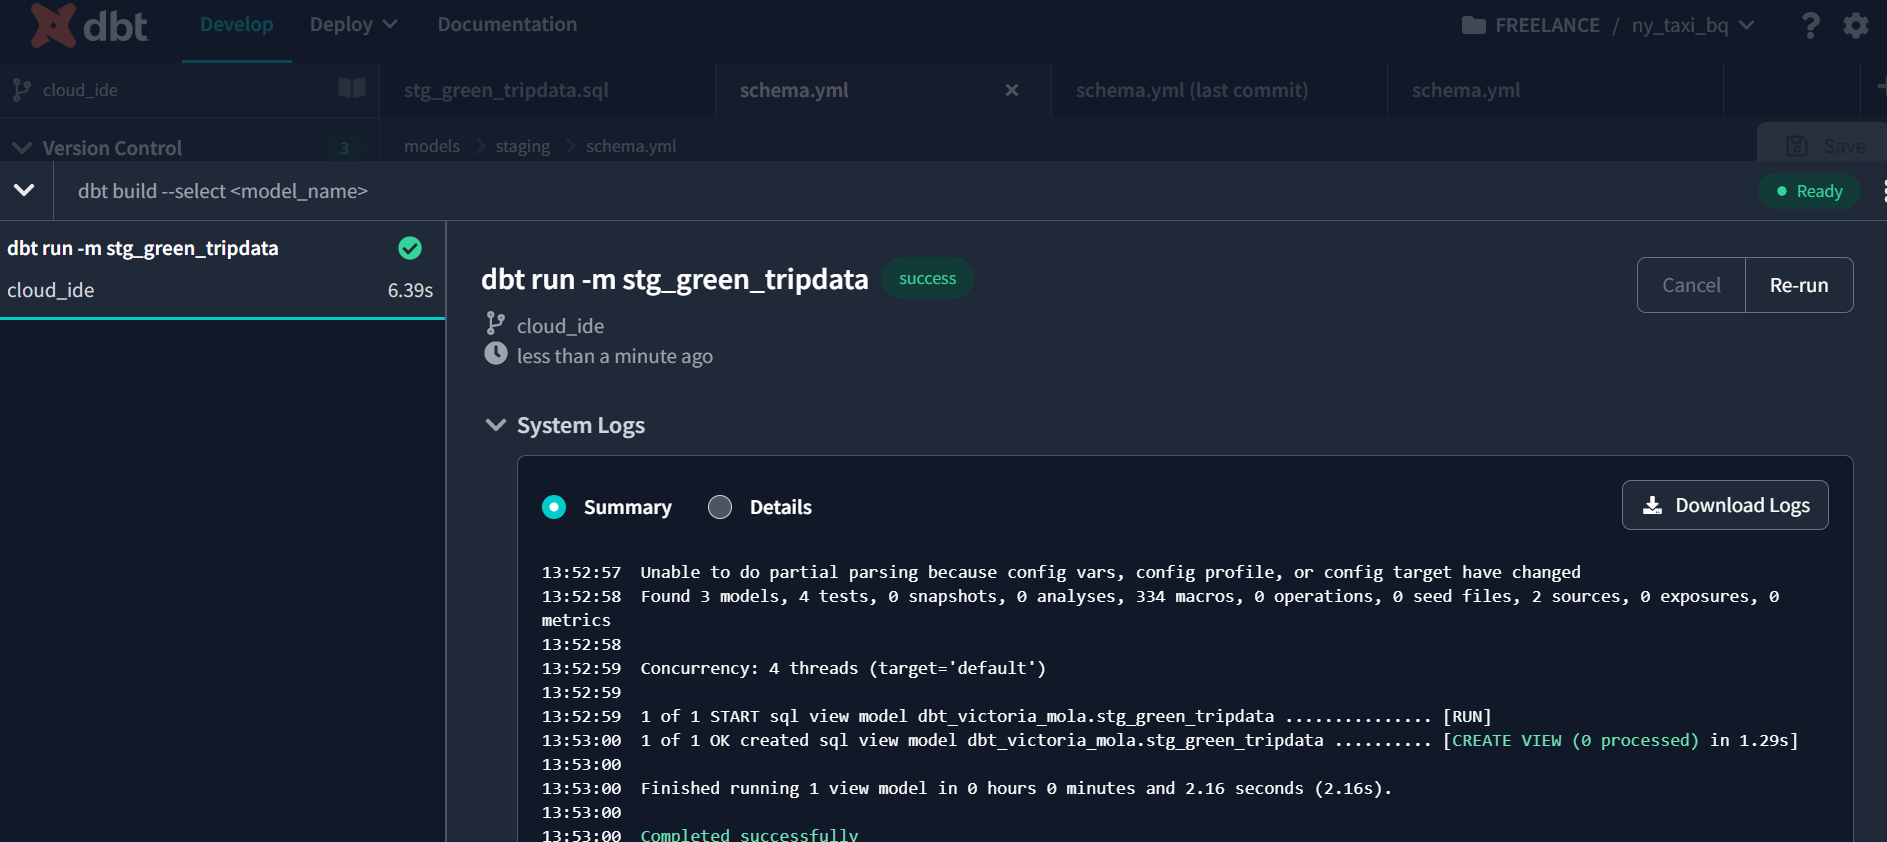 dbt Develop Deploy Documentation FREELANCE / ny_taxi_bq
cloud_ide stg_green_tripdata.sql schema.yml schema.yml (last commit) schema.yml
Version Control 3 models staging schema.yml Save
dbt build --select <model_name> Ready
dbt run -m stg_green_tripdata
cloud_ide 6.39s
dbt run -m stg_green_tripdata success Cancel Re-run
cloud_ide
less than a minute ago
System Logs
Summary Details Download Logs
13:52:57 Unable to do partial parsing because config vars, config profile, or config target have changed
13:52:58 Found 3 models, 4 tests, 0 snapshots, 0 analyses, 334 macros, 0 operations, 0 seed files, 2 sources, 0 exposures, 0
metrics
13:52:58
13:52:59 Concurrency: 4 threads (target='default')
13:52:59
13:52:59 1 of 1 START sql view model dbt_victoria_mola.stg_green_tripdata ............... [RUN]
13:53:00 1 of 1 OK created sql view model dbt_victoria_mola.stg_green_tripdata .......... [CREATE VIEW (0 processed) in 1.29s]
13:53:00
13:53:00 Finished running 1 view model in 0 hours 0 minutes and 2.16 seconds (2.16s).
13:53:00
13:53:00 Completed successfully